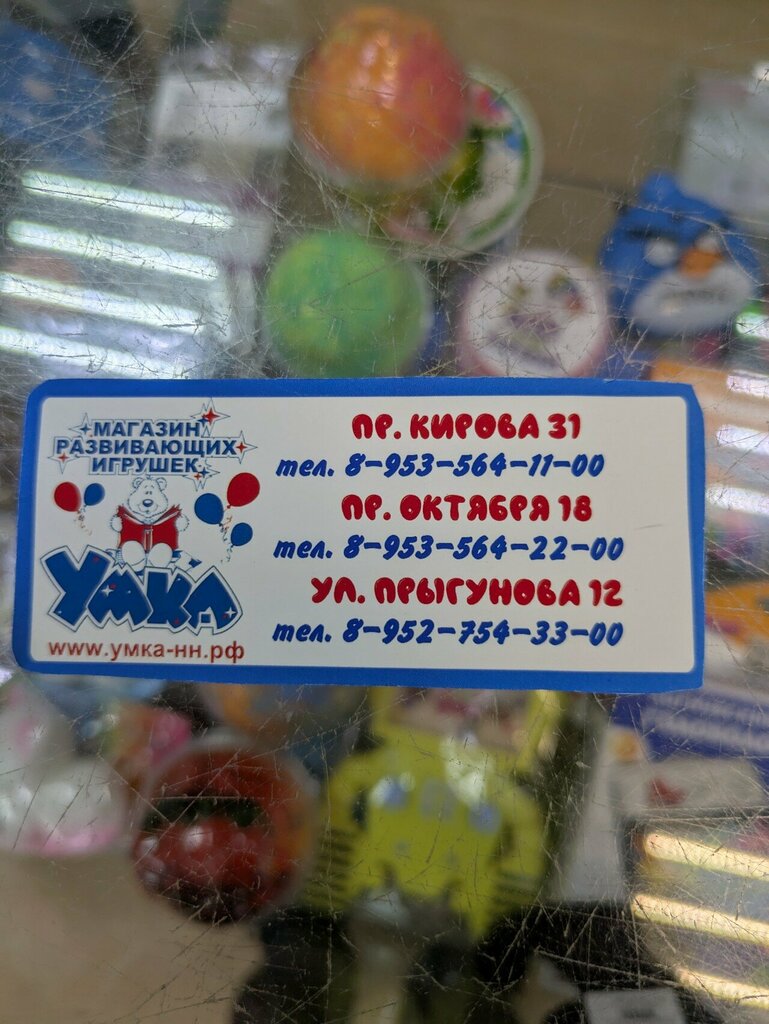 МАГАЗИН
РАЗВИВАЮЩИХ
ИГРУШЕК
УМКА
www.умка-нн.рф
ПР. КИРОВА 31
тел. 8-953-564-11-00
ПР. ОКТЯБРЯ 18
тел. 8-953-564-22-00
УЛ. ПРЫГУНОВА 12
тел. 8-952-754-33-00